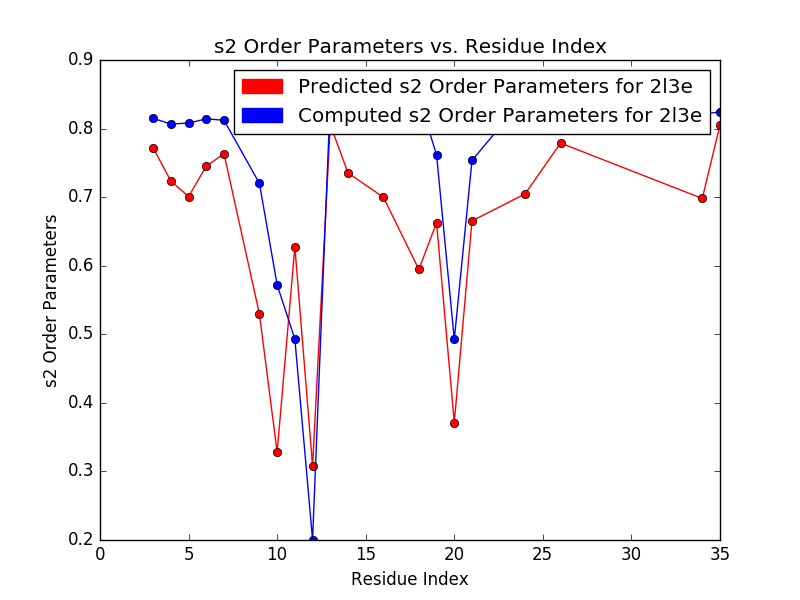 s2 Order Parameters vs. Residue Index
Predicted s2 Order Parameters for 2l3e
Computed s2 Order Parameters for 2l3e
s2 Order Parameters
0.9
0.8
0.7
0.6
0.5
0.4
0.3
0.2
0 5 10 15 20 25 30 35
Residue Index